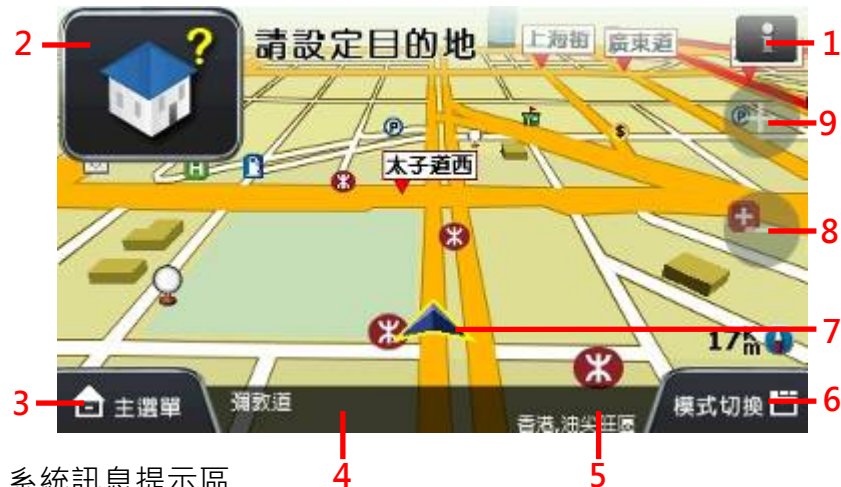 2
請設定目的地
上海街
廣東道
1
9
太子道西
8
17km
7
3
主選單
彌敦道
香港,油尖旺區
模式切換
6
4
5
系統訊息提示區